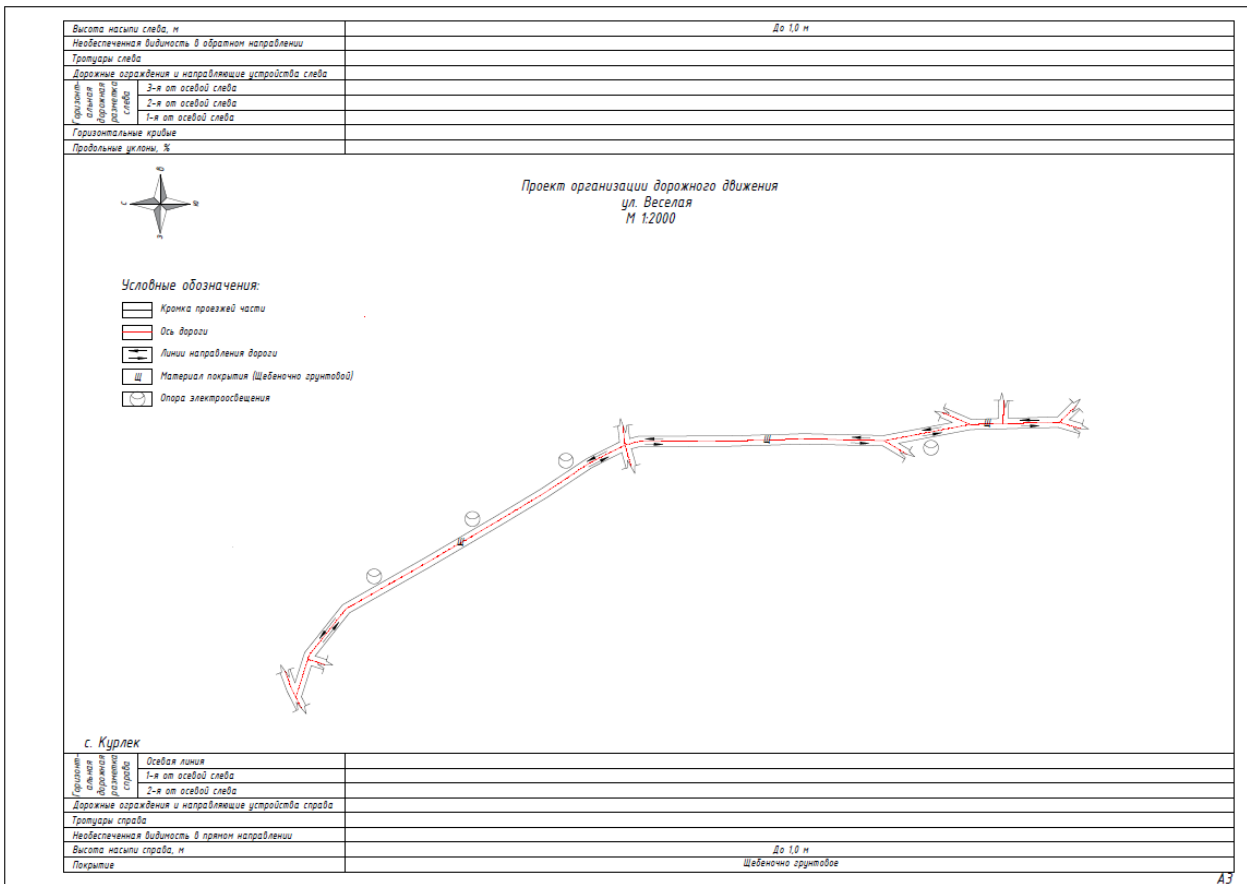 Высота насыпи слева, м
До 1,0 м
Необеспеченная видимость в обратном направлении
Тротуары слева
Дорожные ограждения и направляющие устройства слева
Горизонт-
альная
дорожная
разметка
слева
3-я от осевой слева
2-я от осевой слева
1-я от осевой слева
Горизонтальные кривые
Продольные уклоны, %
С
З
Проект организации дорожного движения
ул. Веселая
М 1:2000
Условные обозначения:
Кромка проезжей части
Ось дороги
Линии направления дороги
Щ
Материал покрытия (Щебеночно грунтовой)
Опора электроосвещения
Щ
Щ
Щ
с. Курлек
Горизонт-
альная
дорожная
разметка
справа
Осевая линия
1-я от осевой слева
2-я от осевой слева
Дорожные ограждения и направляющие устройства справа
Тротуары справа
Необеспеченная видимость в прямом направлении
Высота насыпи справа, м
До 1,0 м
Покрытие
Щебеночно грунтовое
А3